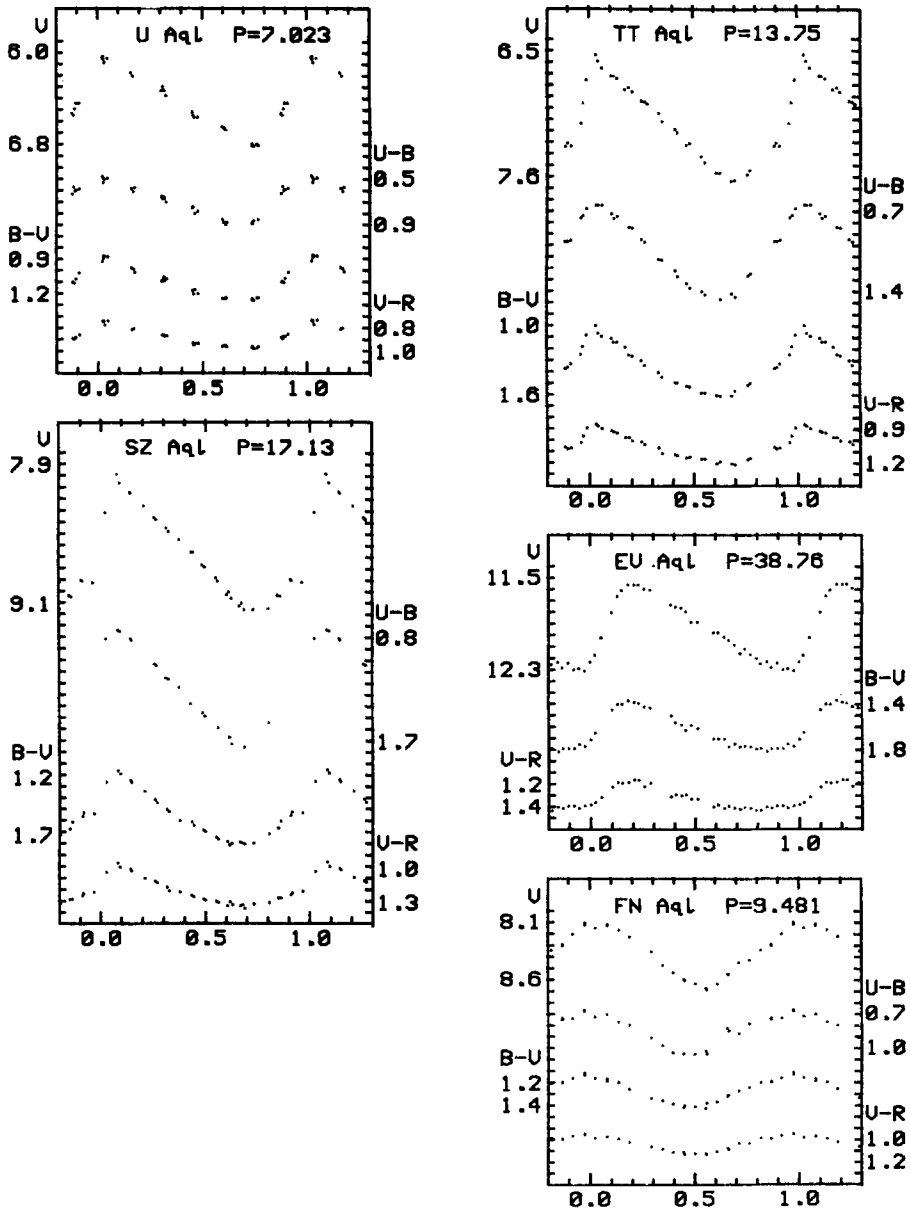 U Aql P=7.023
V
6.0
6.8
U-B
0.5
0.9
B-V
0.9
1.2
V-R
0.8
1.0
0.0 0.5 1.0
TT Aql P=13.75
V
6.5
7.6
U-B
0.7
1.4
B-V
1.0
1.6
V-R
0.9
1.2
0.0 0.5 1.0
SZ Aql P=17.13
V
7.9
9.1
U-B
0.8
1.7
B-V
1.2
1.7
V-R
1.0
1.3
0.0 0.5 1.0
EV Aql P=38.76
V
11.5
12.3
B-V
1.4
1.8
V-R
1.2
1.4
0.0 0.5 1.0
FN Aql P=9.481
V
8.1
8.6
U-B
0.7
1.0
B-V
1.2
1.4
V-R
1.0
1.2
0.0 0.5 1.0